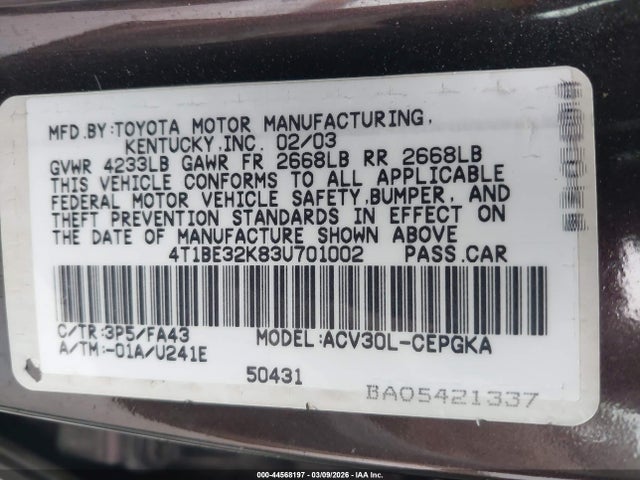 MFD.BY:TOYOTA MOTOR MANUFACTURING,
KENTUCKY,INC. 02/03
GVWR 4233LB GAWR FR 2668LB RR 2668LB
THIS VEHICLE CONFORMS TO ALL APPLICABLE
FEDERAL MOTOR VEHICLE SAFETY,BUMPER, AND
THEFT PREVENTION STANDARDS IN EFFECT ON
THE DATE OF MANUFACTURE SHOWN ABOVE
4T1BE32K83U701002 PASS.CAR
C/TR:3P5/FA43 MODEL:ACV30L-CEPGKA
A/TM:-01A/U241E
50431
BA05421337
000-44568197 03/09/2026 IAA Inc.